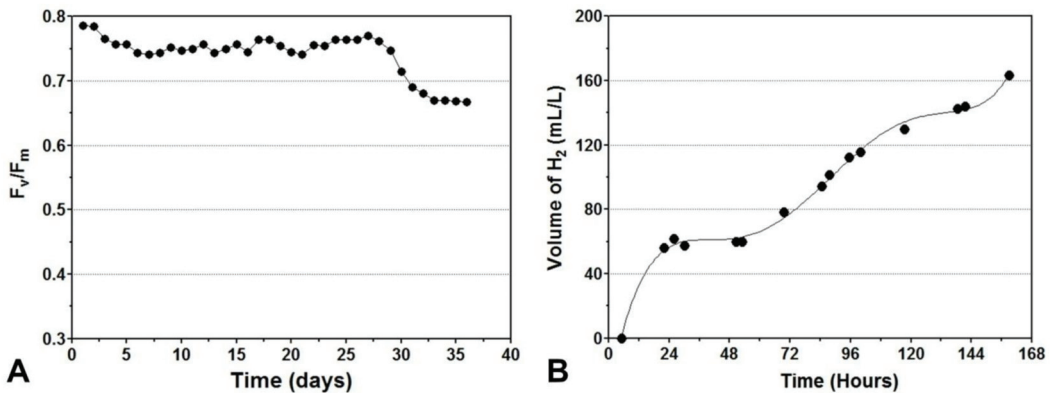 0.8
0.7
0.6
0.5
0.4
0.3
Fv/Fm
0 5 10 15 20 25 30 35 40
Time (days)
A
200
160
120
80
40
0
Volume of H2 (mL/L)
0 24 48 72 96 120 144 168
Time (Hours)
B